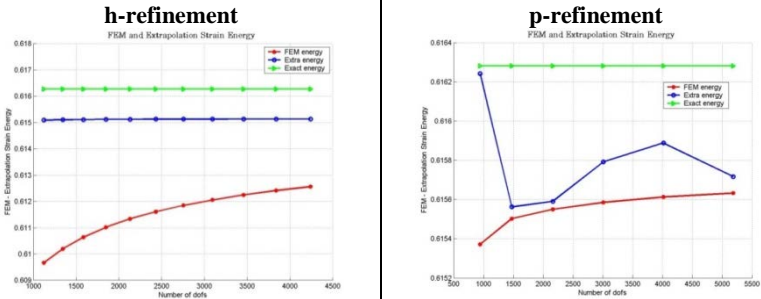 h-refinement
FEM and Extrapolation Strain Energy
0.618
0.617
0.616
0.615
0.614
0.613
0.612
0.611
0.61
0.609
FEM - Extrapolation Strain Energy
FEM energy
Extra energy
Exact energy
1000 1500 2000 2500 3000 3500 4000 4500
Number of dofs
p-refinement
FEM and Extrapolation Strain Energy
0.6164
0.6162
0.616
0.6158
0.6156
0.6154
0.6152
FEM - Extrapolation Strain Energy
FEM energy
Extra energy
Exact energy
500 1000 1500 2000 2500 3000 3500 4000 4500 5000 5500
Number of dofs